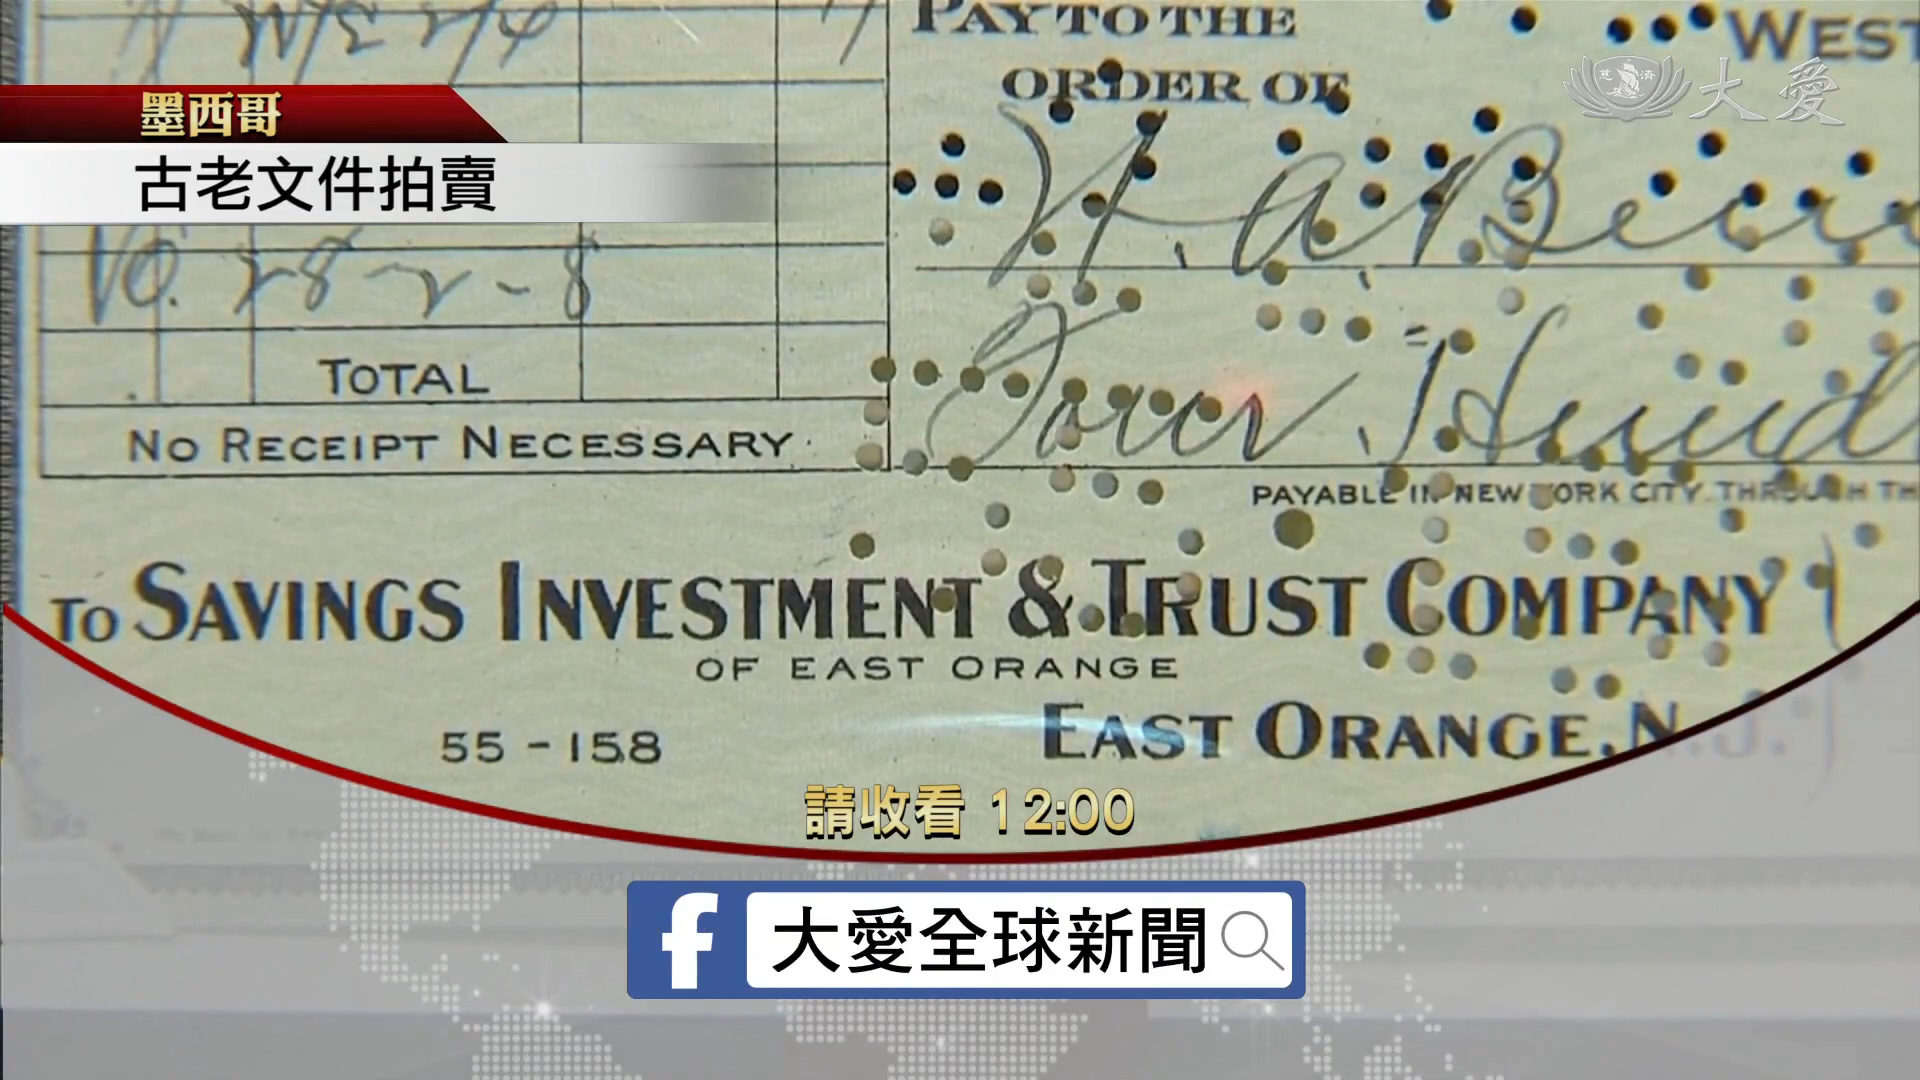 PAY TO THE
WEST
ORDER OF
大愛
墨西哥
古老文件拍賣
TOTAL
NO RECEIPT NECESSARY
PAYABLE IN NEW YORK CITY THROUGH TH
TO SAVINGS INVESTMENT & TRUST COMPANY
OF EAST ORANGE
55-158
EAST ORANGE, N.J.
請收看 12:00
大愛全球新聞